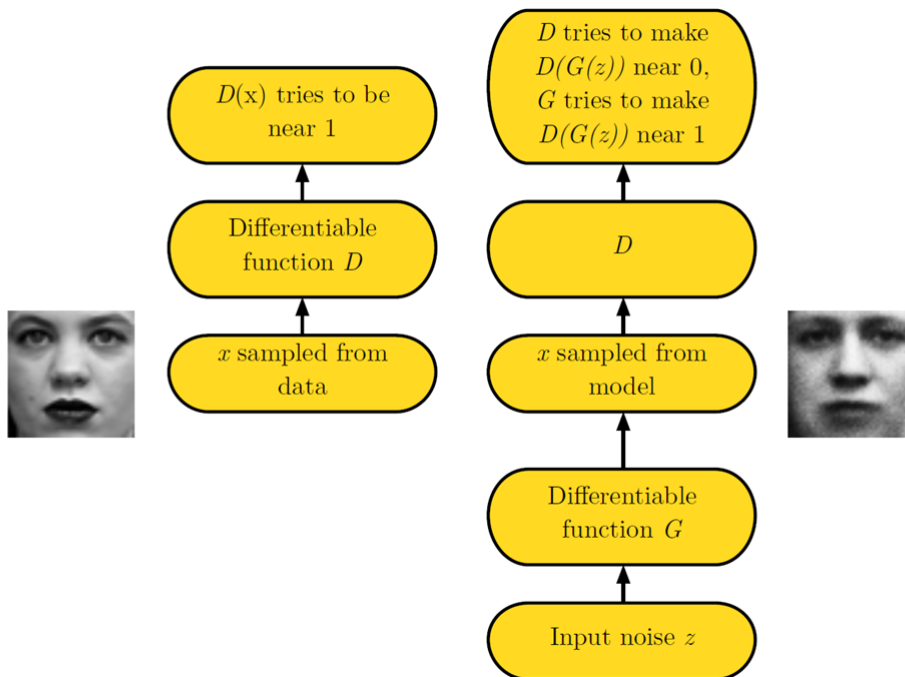 D(x) tries to be
near 1
Differentiable
function D
x sampled from
data
D tries to make
D(G(z)) near 0,
G tries to make
D(G(z)) near 1
D
x sampled from
model
Differentiable
function G
Input noise z